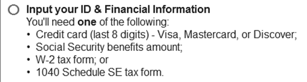 Input your ID & Financial Information
You'll need one of the following:
• Credit card (last 8 digits) - Visa, Mastercard, or Discover;
• Social Security benefits amount;
• W-2 tax form; or
• 1040 Schedule SE tax form.